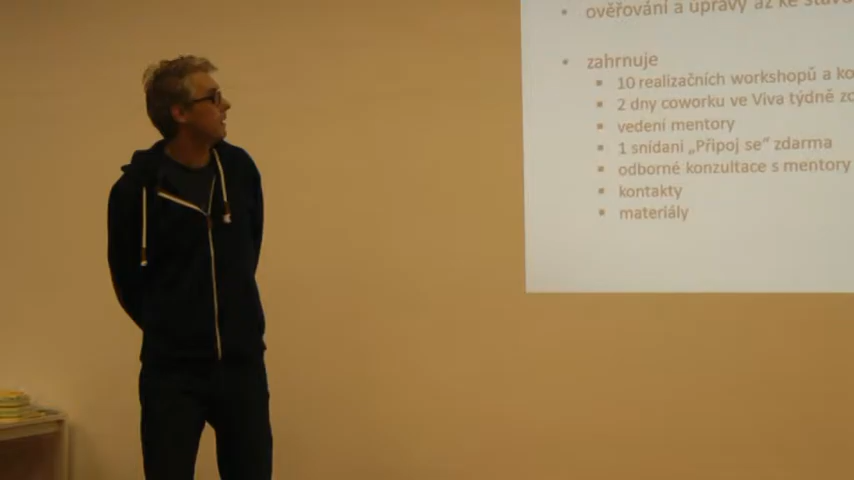 • ověřování a úpravy až ke
• zahrnuje
▪ 10 realizačních workshopů a
▪ 2 dny coworku ve Viva týdně
▪ vedení mentory
▪ 1 snídani „Připoj se" zdarma
▪ odborné konzultace s mentory
▪ kontakty
▪ materiály